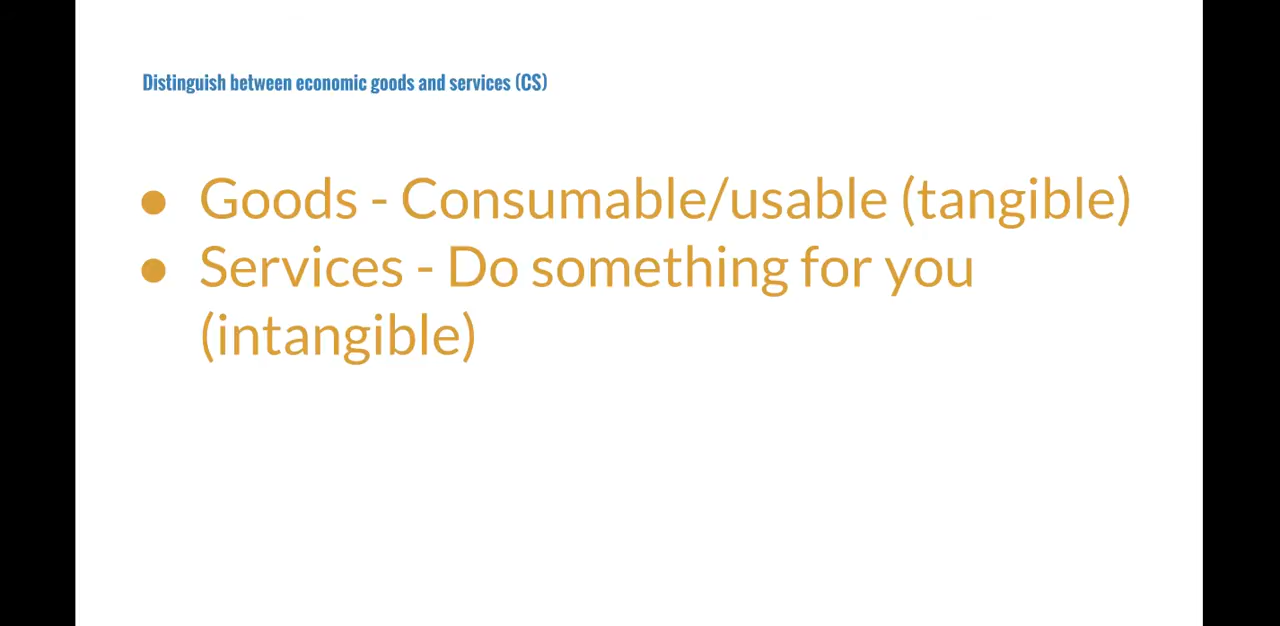 Distinguish between economic goods and services (CS)
● Goods - Consumable/usable (tangible)
● Services - Do something for you
(intangible)